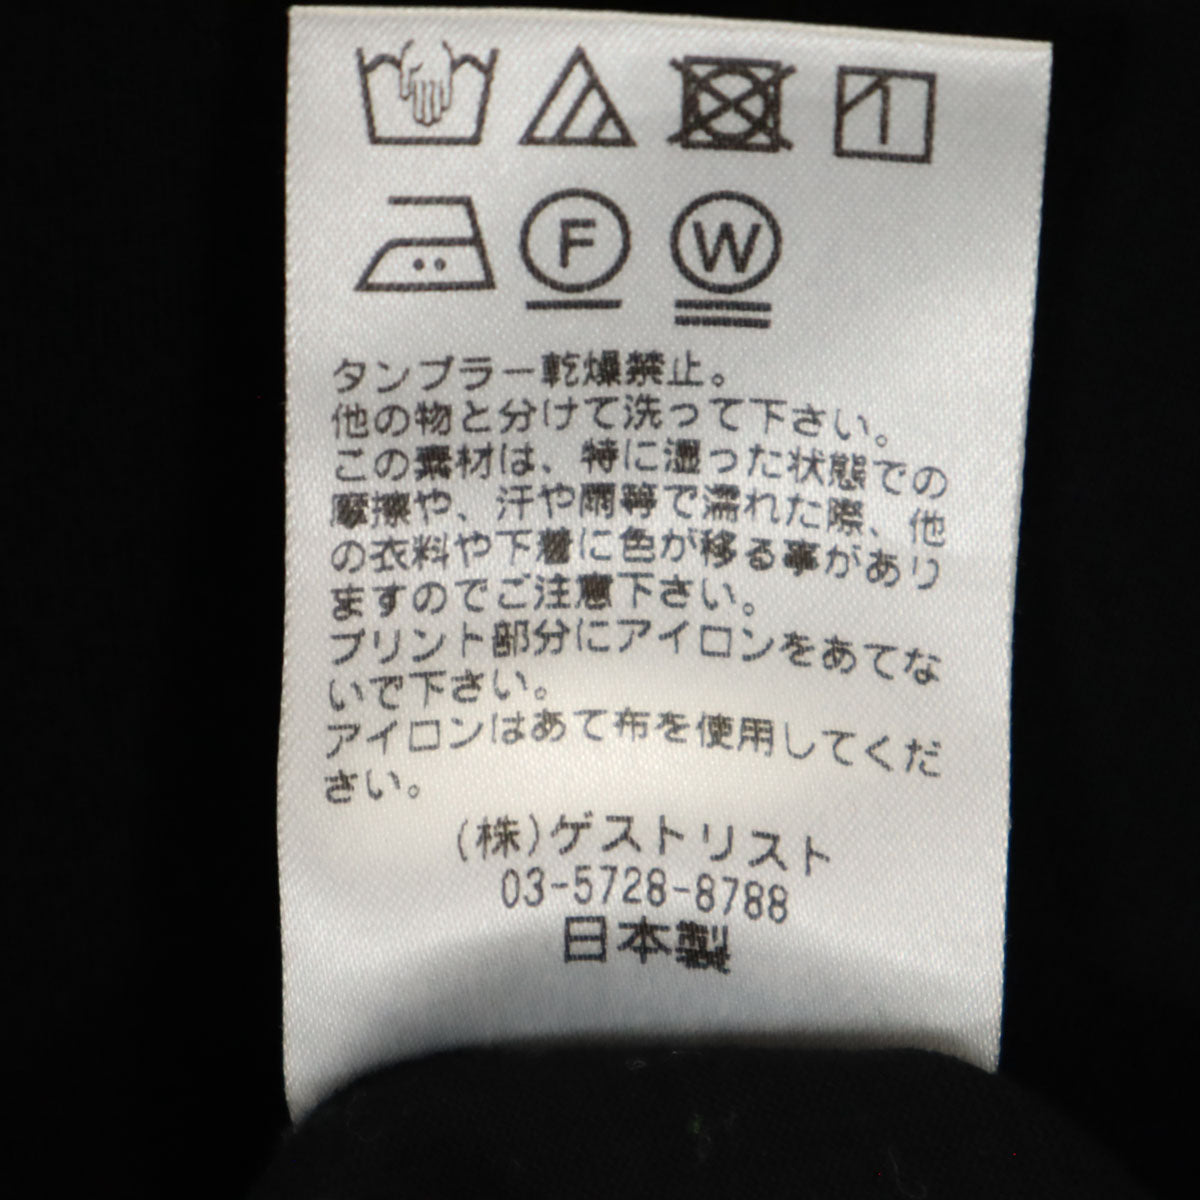 F W
タンブラー乾燥禁止。
他の物と分けて洗って下さい。
この素材は、特に湿った状態での
摩擦や、汗や雨等で濡れた際、他
の衣料や下着に色が移る事があり
ますのでご注意下さい。
プリント部分にアイロンをあてな
いで下さい。
アイロンはあて布を使用してくだ
さい。
(株)ゲストリスト
03-5728-8788
日本製